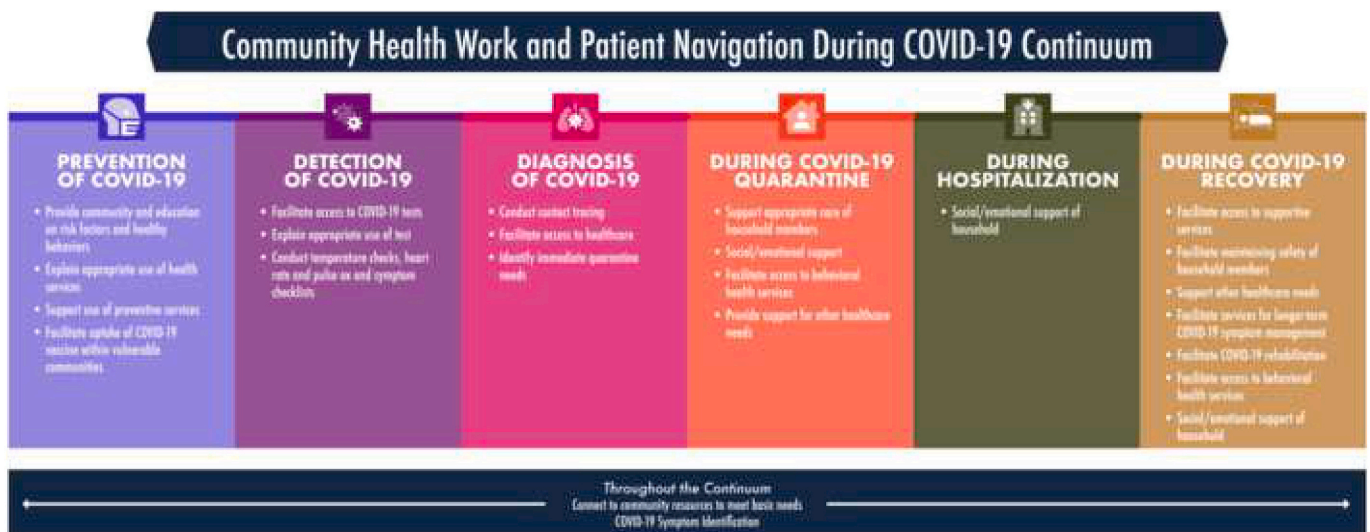 Community Health Work and Patient Navigation During COVID-19 Continuum
PREVENTION
OF COVID-19
• Provide community and education
on risk factors and healthy
behaviors
• Explain appropriate use of health
services
• Support use of preventive services
• Facilitate uptake of COVID-19
vaccine within vulnerable
communities
DETECTION
OF COVID-19
• Facilitate access to COVID-19 tests
• Explain appropriate use of test
• Conduct temperature checks, heart
rate and pulse ox and symptom
checklists
DIAGNOSIS
OF COVID-19
• Conduct contact tracing
• Facilitate access to healthcare
• Identify immediate quarantine
needs
DURING COVID-19
QUARANTINE
• Support appropriate care of
household members
• Social/emotional support
• Facilitate access to behavioral
health services
• Provide support for other healthcare
needs
DURING
HOSPITALIZATION
• Social/emotional support of
household
DURING COVID-19
RECOVERY
• Facilitate access to supportive
services
• Facilitate maintaining safety of
household members
• Support other healthcare needs
• Facilitate services for longer-term
COVID-19 symptom management
• Facilitate COVID-19 rehabilitation
• Facilitate access to behavioral
health services
• Social/emotional support of
household
Throughout the Continuum
Connect to community resources to meet basic needs
COVID-19 Symptom Identification